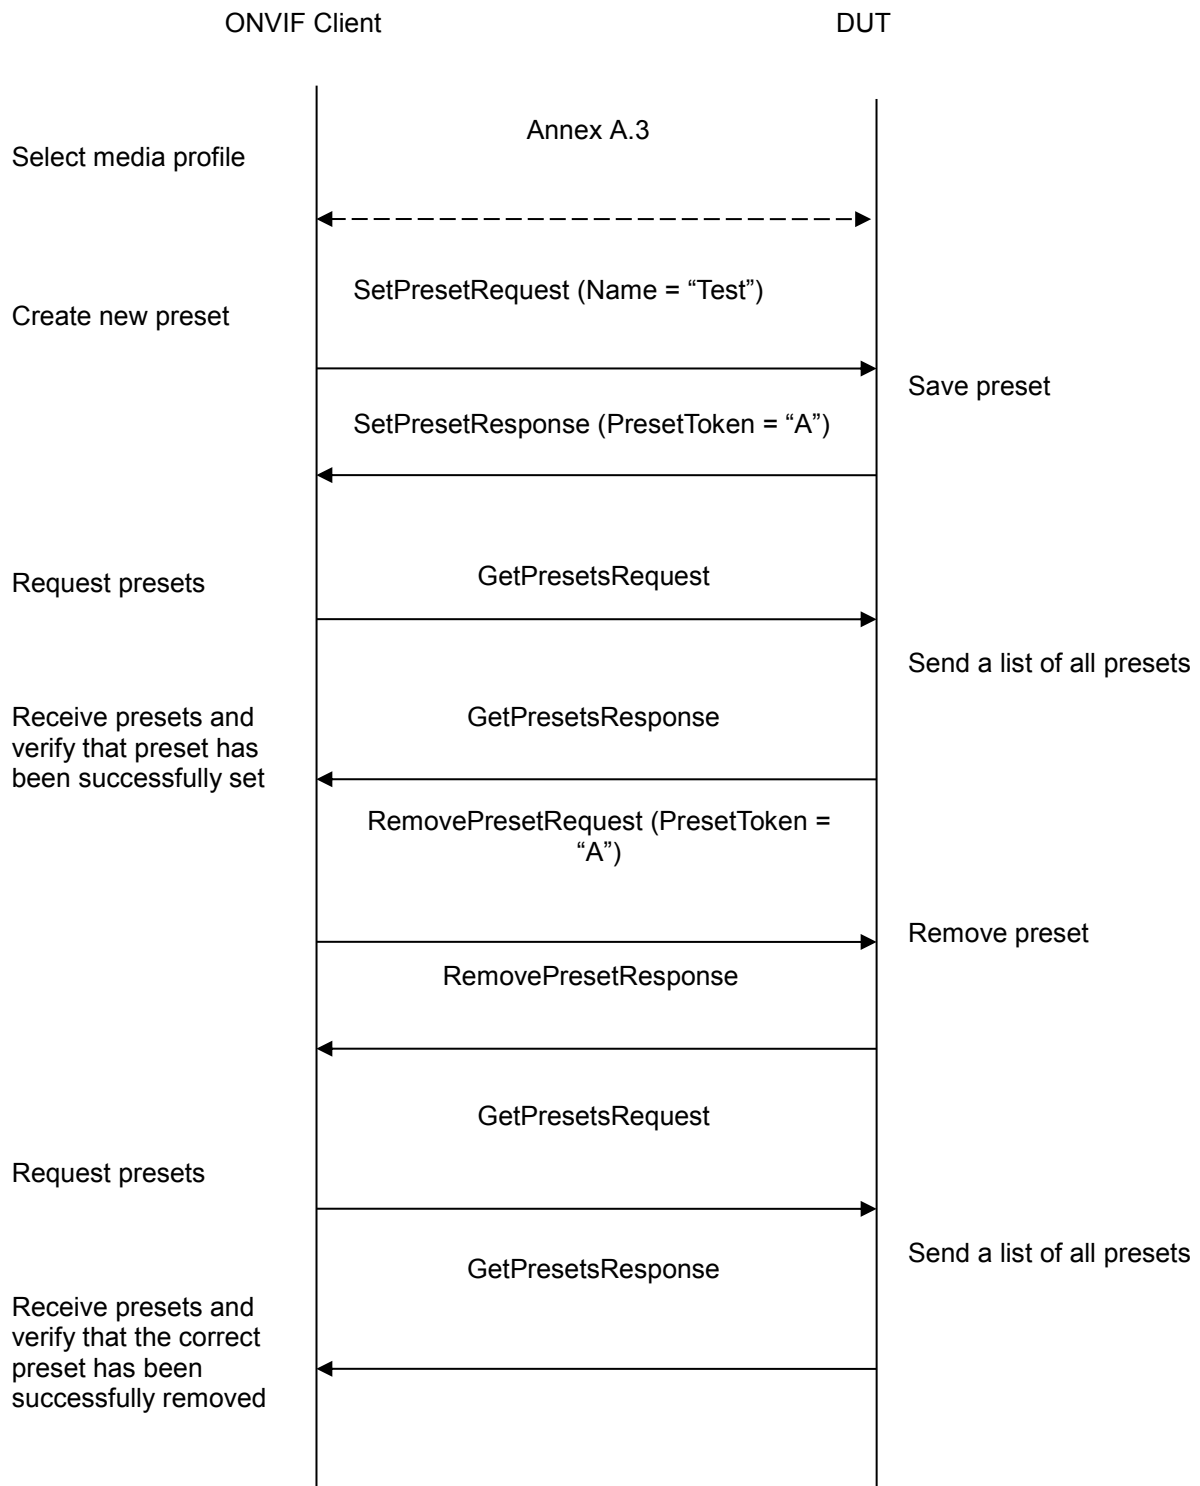 ONVIF Client
DUT
Annex A.3
Select media profile
SetPresetRequest (Name = “Test”)
Create new preset
Save preset
SetPresetResponse (PresetToken = “A”)
GetPresetsRequest
Request presets
Send a list of all presets
Receive presets and
verify that preset has
been successfully set
GetPresetsResponse
RemovePresetRequest (PresetToken =
“A”)
Remove preset
RemovePresetResponse
GetPresetsRequest
Request presets
Send a list of all presets
GetPresetsResponse
Receive presets and
verify that the correct
preset has been
successfully removed